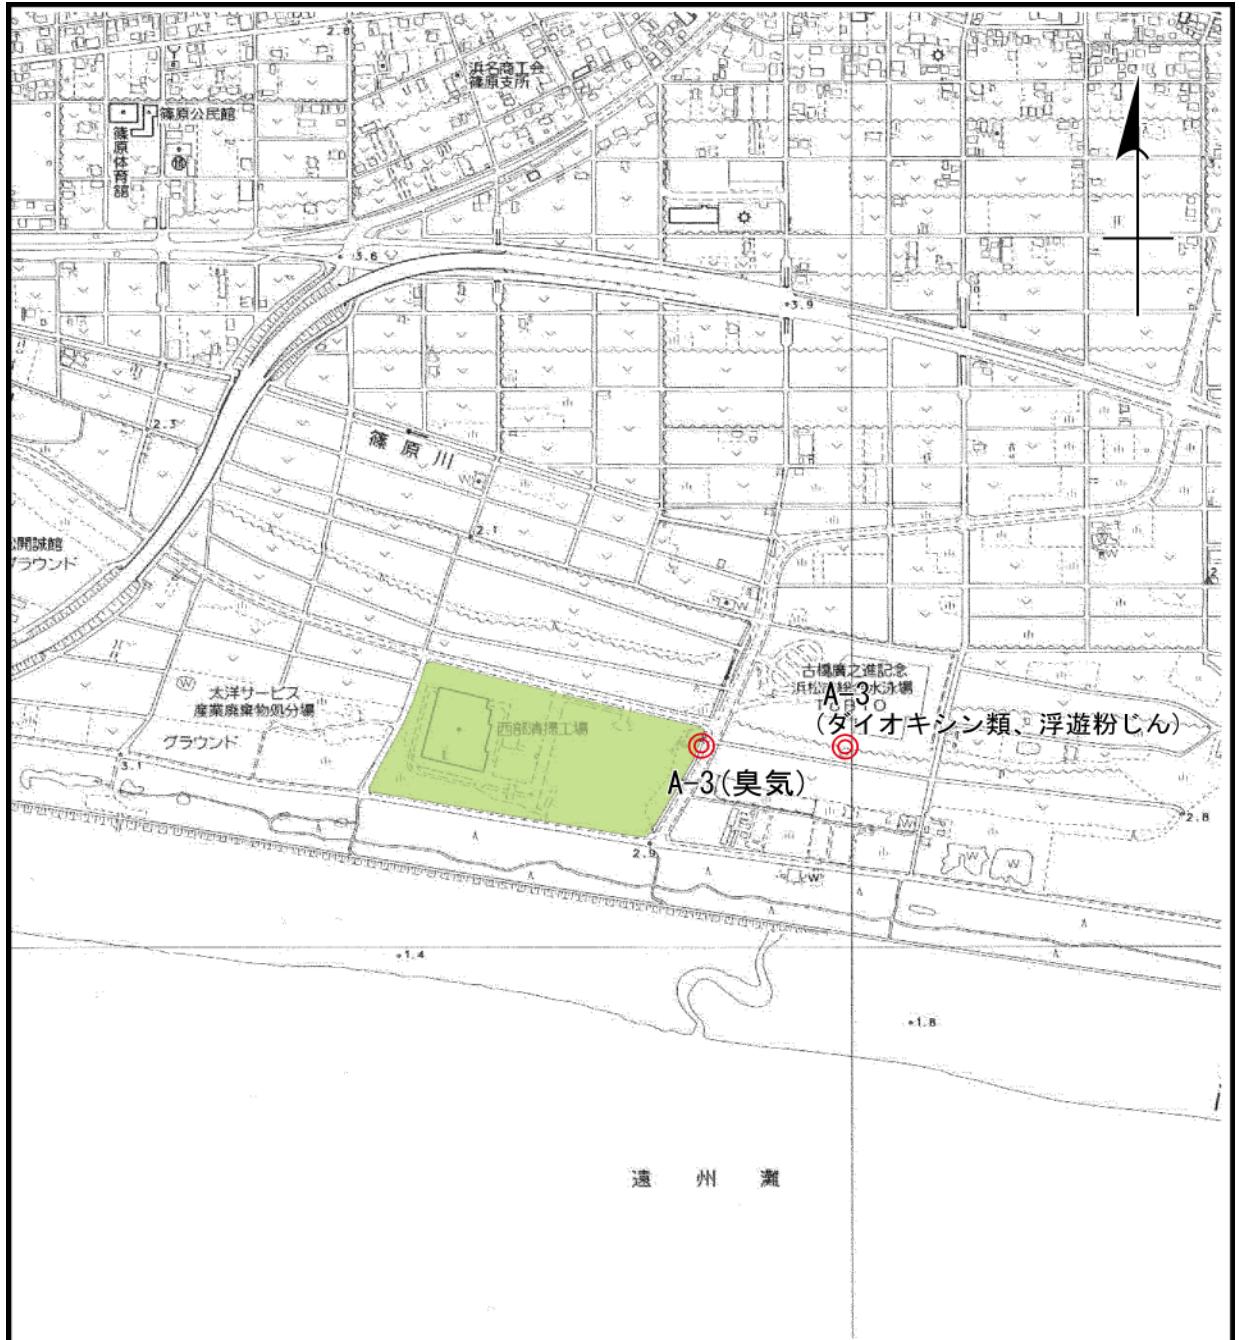 2.8
浜名商工会
篠原支所
篠原公民館
篠原体育館
3.6
3.9
2.3
篠原川
W
2.1
W
W
開誠館
グラウンド
W
太洋サービス
産業廃棄物処分場
グラウンド
3.1
西部清掃工場
古橋廣之進記念
浜松市総合水泳場
A-3
(ダイオキシン類、浮遊粉じん)
A-3(臭気)
2.9
W
W
W
W
2.8
1.4
1.8
遠州灘